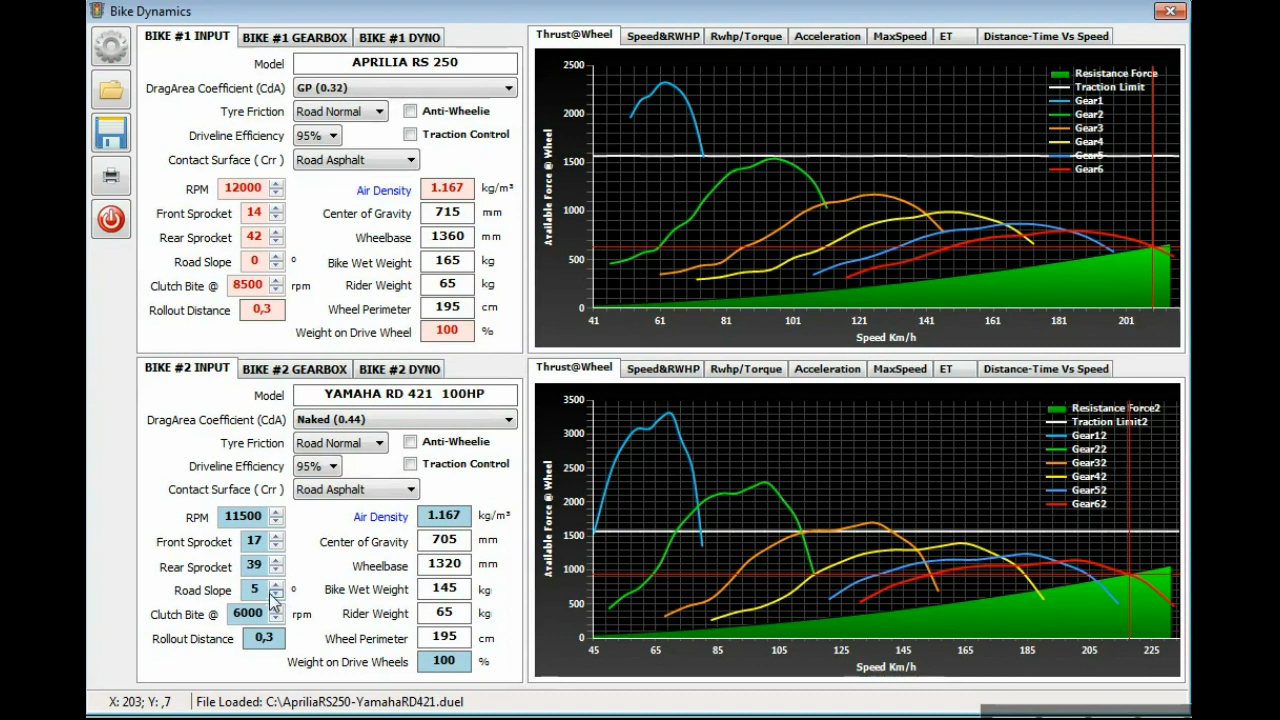 Bike Dynamics
BIKE #1 INPUT BIKE #1 GEARBOX BIKE #1 DYNO
Model APRILIA RS 250
DragArea Coefficient (CdA) GP (0.32)
Tyre Friction Road Normal Anti-Wheelie
Driveline Efficiency 95% Traction Control
Contact Surface ( Crr ) Road Asphalt
RPM 12000 Air Density 1.167 kg/m³
Front Sprocket 14 Center of Gravity 715 mm
Rear Sprocket 42 Wheelbase 1360 mm
Road Slope 0 ° Bike Wet Weight 165 kg
Clutch Bite @ 8500 rpm Rider Weight 65 kg
Rollout Distance 0,3 Wheel Perimeter 195 cm
Weight on Drive Wheel 100 %
Thrust@Wheel Speed&RWHP Rwhp/Torque Acceleration MaxSpeed ET Distance-Time Vs Speed
Available Force @ Wheel
2500
2000
1500
1000
500
0
41 61 81 101 121 141 161 181 201
Speed Km/h
Resistance Force
Traction Limit
Gear1
Gear2
Gear3
Gear4
Gear5
Gear6
BIKE #2 INPUT BIKE #2 GEARBOX BIKE #2 DYNO
Model YAMAHA RD 421 100HP
DragArea Coefficient (CdA) Naked (0.44)
Tyre Friction Road Normal Anti-Wheelie
Driveline Efficiency 95% Traction Control
Contact Surface ( Crr ) Road Asphalt
RPM 11500 Air Density 1.167 kg/m³
Front Sprocket 17 Center of Gravity 705 mm
Rear Sprocket 39 Wheelbase 1320 mm
Road Slope 5 ° Bike Wet Weight 145 kg
Clutch Bite @ 6000 rpm Rider Weight 65 kg
Rollout Distance 0,3 Wheel Perimeter 195 cm
Weight on Drive Wheels 100 %
Thrust@Wheel Speed&RWHP Rwhp/Torque Acceleration MaxSpeed ET Distance-Time Vs Speed
Available Force @ Wheel
3500
3000
2500
2000
1500
1000
500
0
45 65 85 105 125 145 165 185 205 225
Speed Km/h
Resistance Force2
Traction Limit2
Gear12
Gear22
Gear32
Gear42
Gear52
Gear62
X: 203; Y: ,7 File Loaded: C:\ApriliaRS250-YamahaRD421.duel